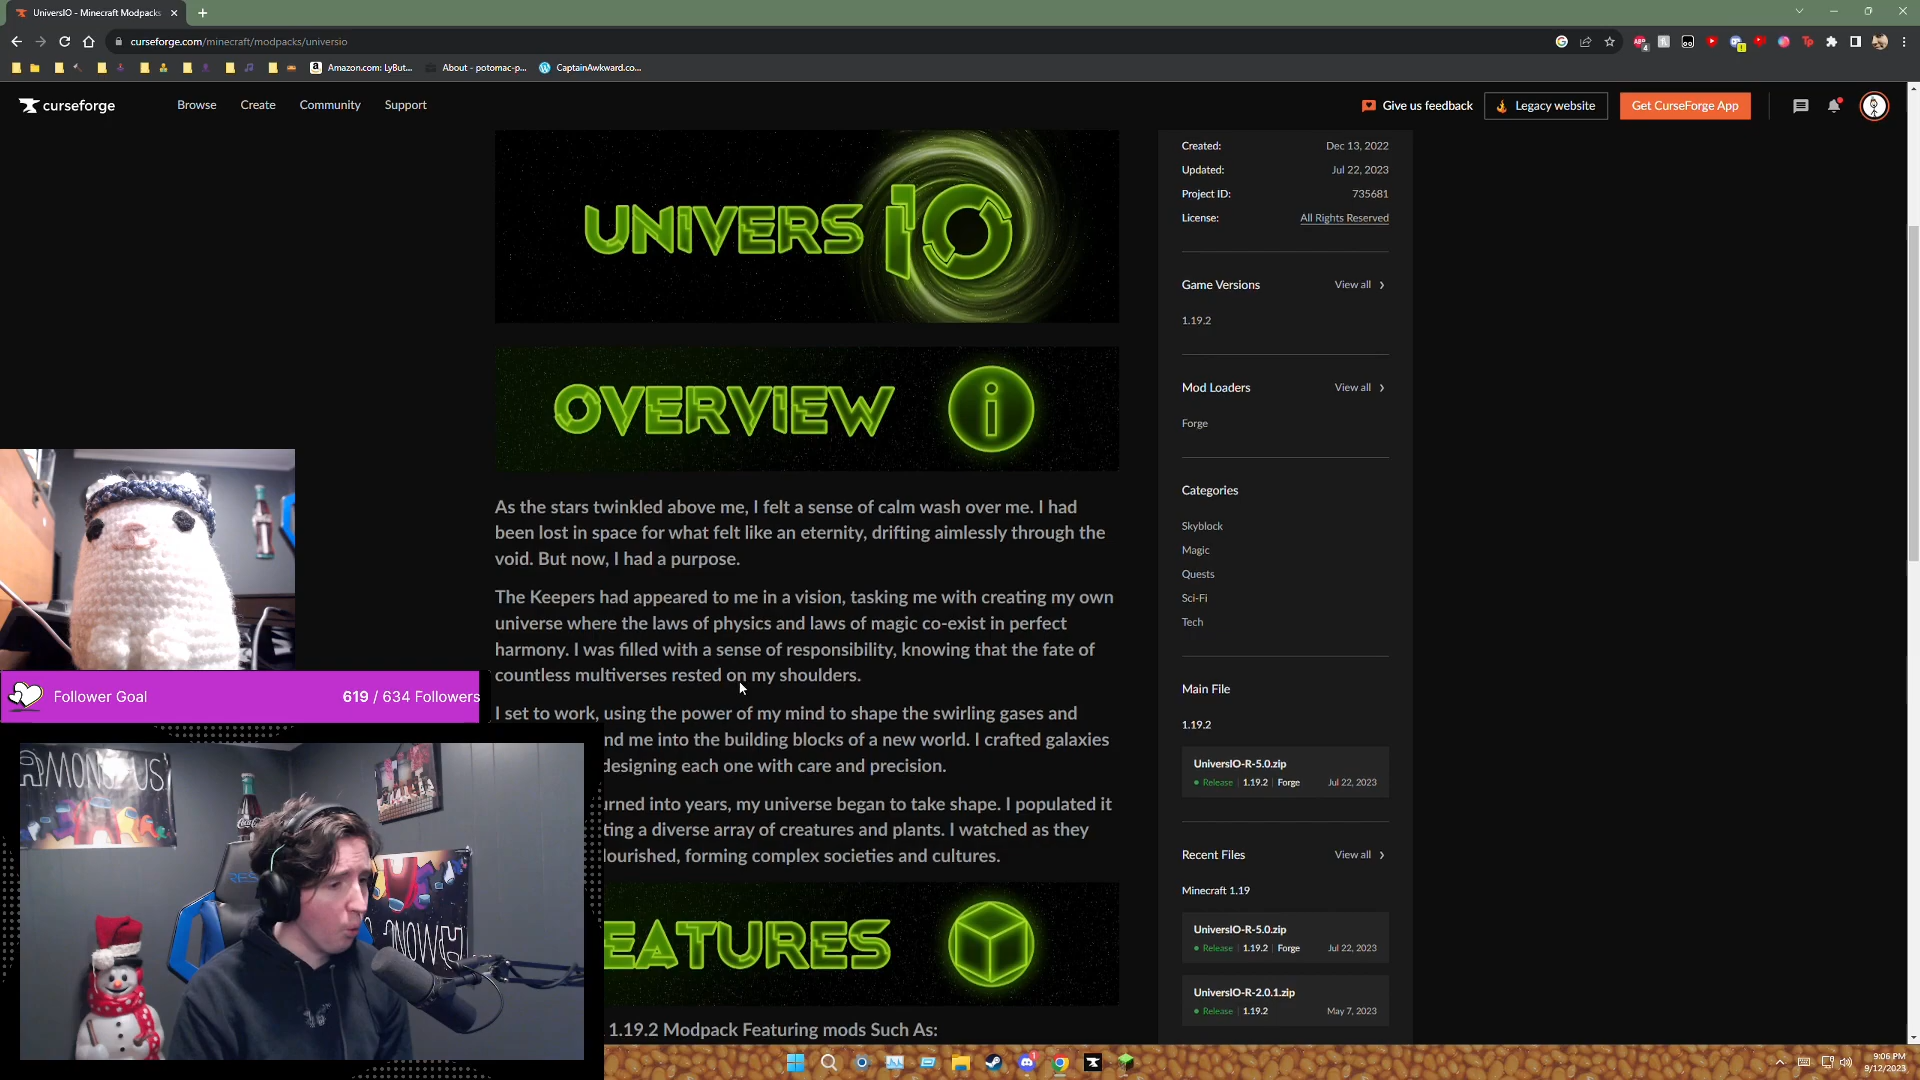 UniversIO - Minecraft Modpacks
curseforge.com/minecraft/modpacks/universio
Amazon.com: LyBut...
About - potomac-p...
CaptainAwkward.co...
curseforge
Browse
Create
Community
Support
Give us feedback
Legacy website
Get CurseForge App
UNIVERSIO
OVERVIEW
As the stars twinkled above me, I felt a sense of calm wash over me. I had
been lost in space for what felt like an eternity, drifting aimlessly through the
void. But now, I had a purpose.
The Keepers had appeared to me in a vision, tasking me with creating my own
universe where the laws of physics and laws of magic co-exist in perfect
harmony. I was filled with a sense of responsibility, knowing that the fate of
countless multiverses rested on my shoulders.
I set to work, using the power of my mind to shape the swirling gases and
nd me into the building blocks of a new world. I crafted galaxies
designing each one with care and precision.
urned into years, my universe began to take shape. I populated it
ting a diverse array of creatures and plants. I watched as they
lourished, forming complex societies and cultures.
EATURES
1.19.2 Modpack Featuring mods Such As:
Created: Dec 13, 2022
Updated: Jul 22, 2023
Project ID: 735681
License: All Rights Reserved
Game Versions View all
1.19.2
Mod Loaders View all
Forge
Categories
Skyblock
Magic
Quests
Sci-Fi
Tech
Main File
1.19.2
UniversIO-R-5.0.zip
Release 1.19.2 Forge Jul 22, 2023
Recent Files View all
Minecraft 1.19
UniversIO-R-5.0.zip
Release 1.19.2 Forge Jul 22, 2023
UniversIO-R-2.0.1.zip
Release 1.19.2 May 7, 2023
Follower Goal 619 / 634 Followers
9:06 PM
9/12/2023